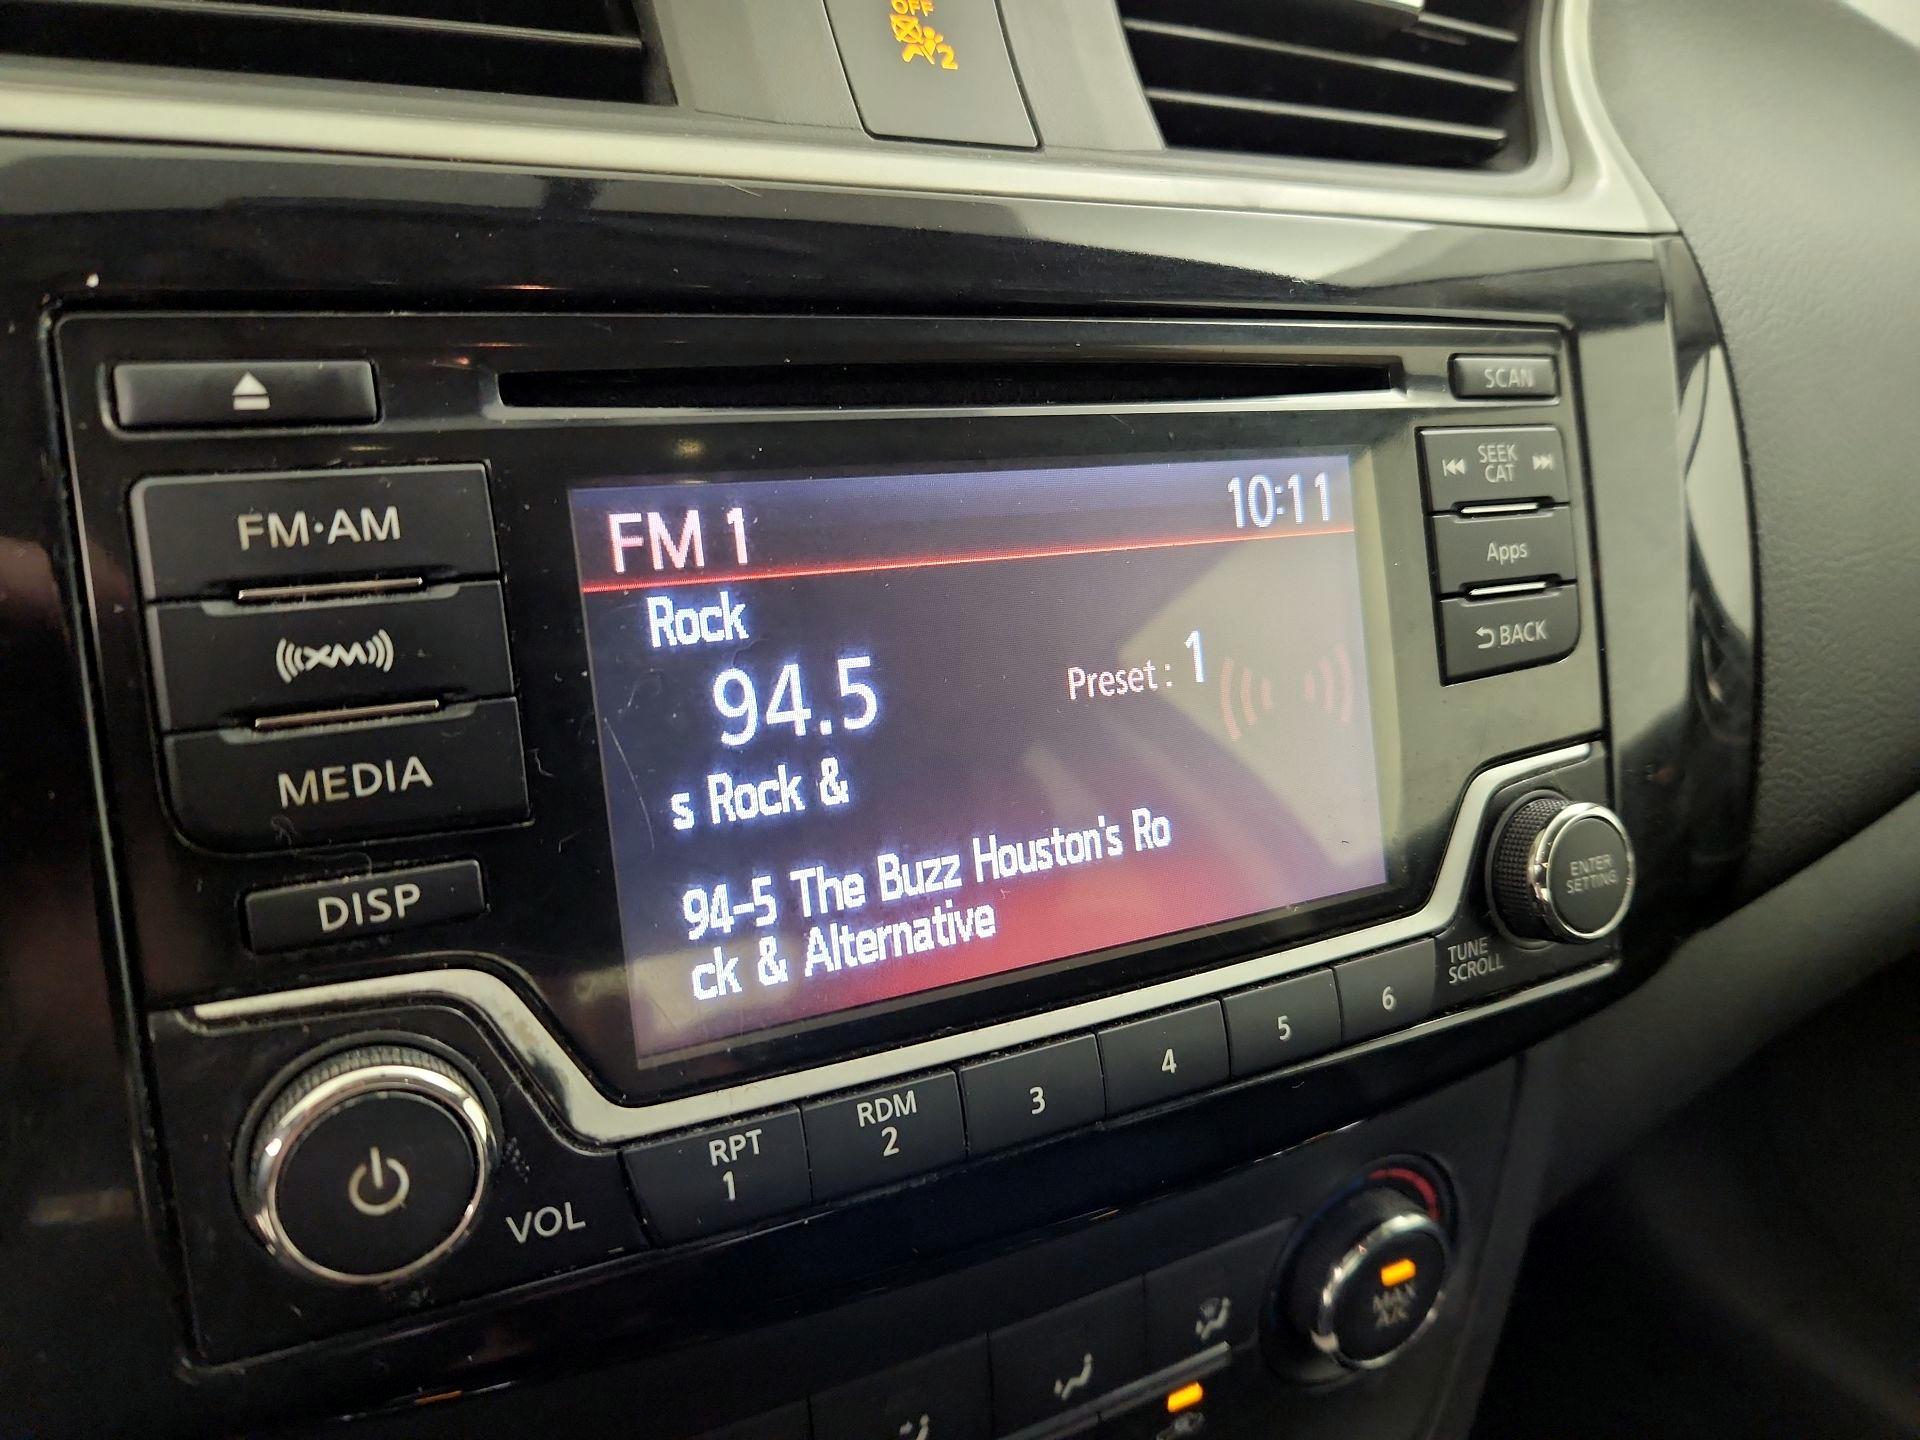 OFF
2
SCAN
FM·AM
XM
MEDIA
DISP
FM 1
10:11
Rock
94.5
Preset : 1
s Rock &
94-5 The Buzz Houston's Ro
ck & Alternative
SEEK
CAT
Apps
BACK
ENTER
SETTING
TUNE
SCROLL
VOL
RPT
1
RDM
2
3
4
5
6
MAX
A/C